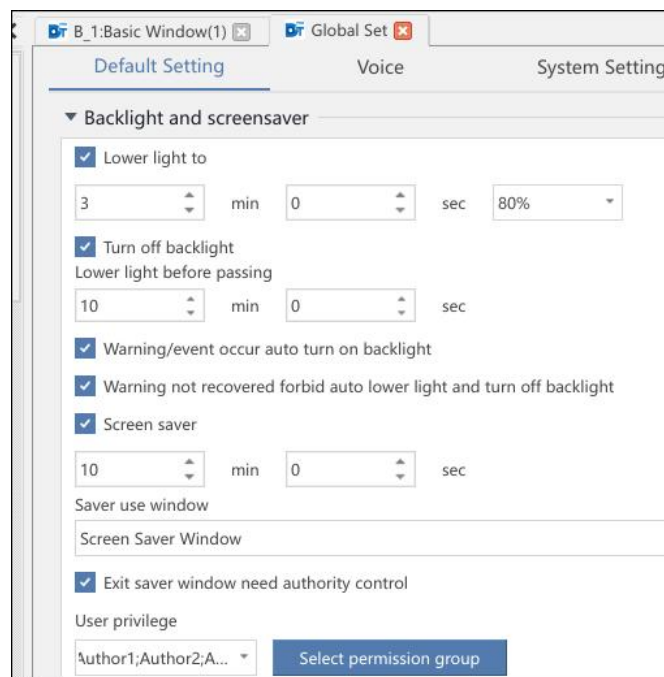 B_1:Basic Window(1) Global Set
Default Setting Voice System Setting
Backlight and screensaver
Lower light to
3 min 0 sec 80%
Turn off backlight
Lower light before passing
10 min 0 sec
Warning/event occur auto turn on backlight
Warning not recovered forbid auto lower light and turn off backlight
Screen saver
10 min 0 sec
Saver use window
Screen Saver Window
Exit saver window need authority control
User privilege
Author1;Author2;A... Select permission group